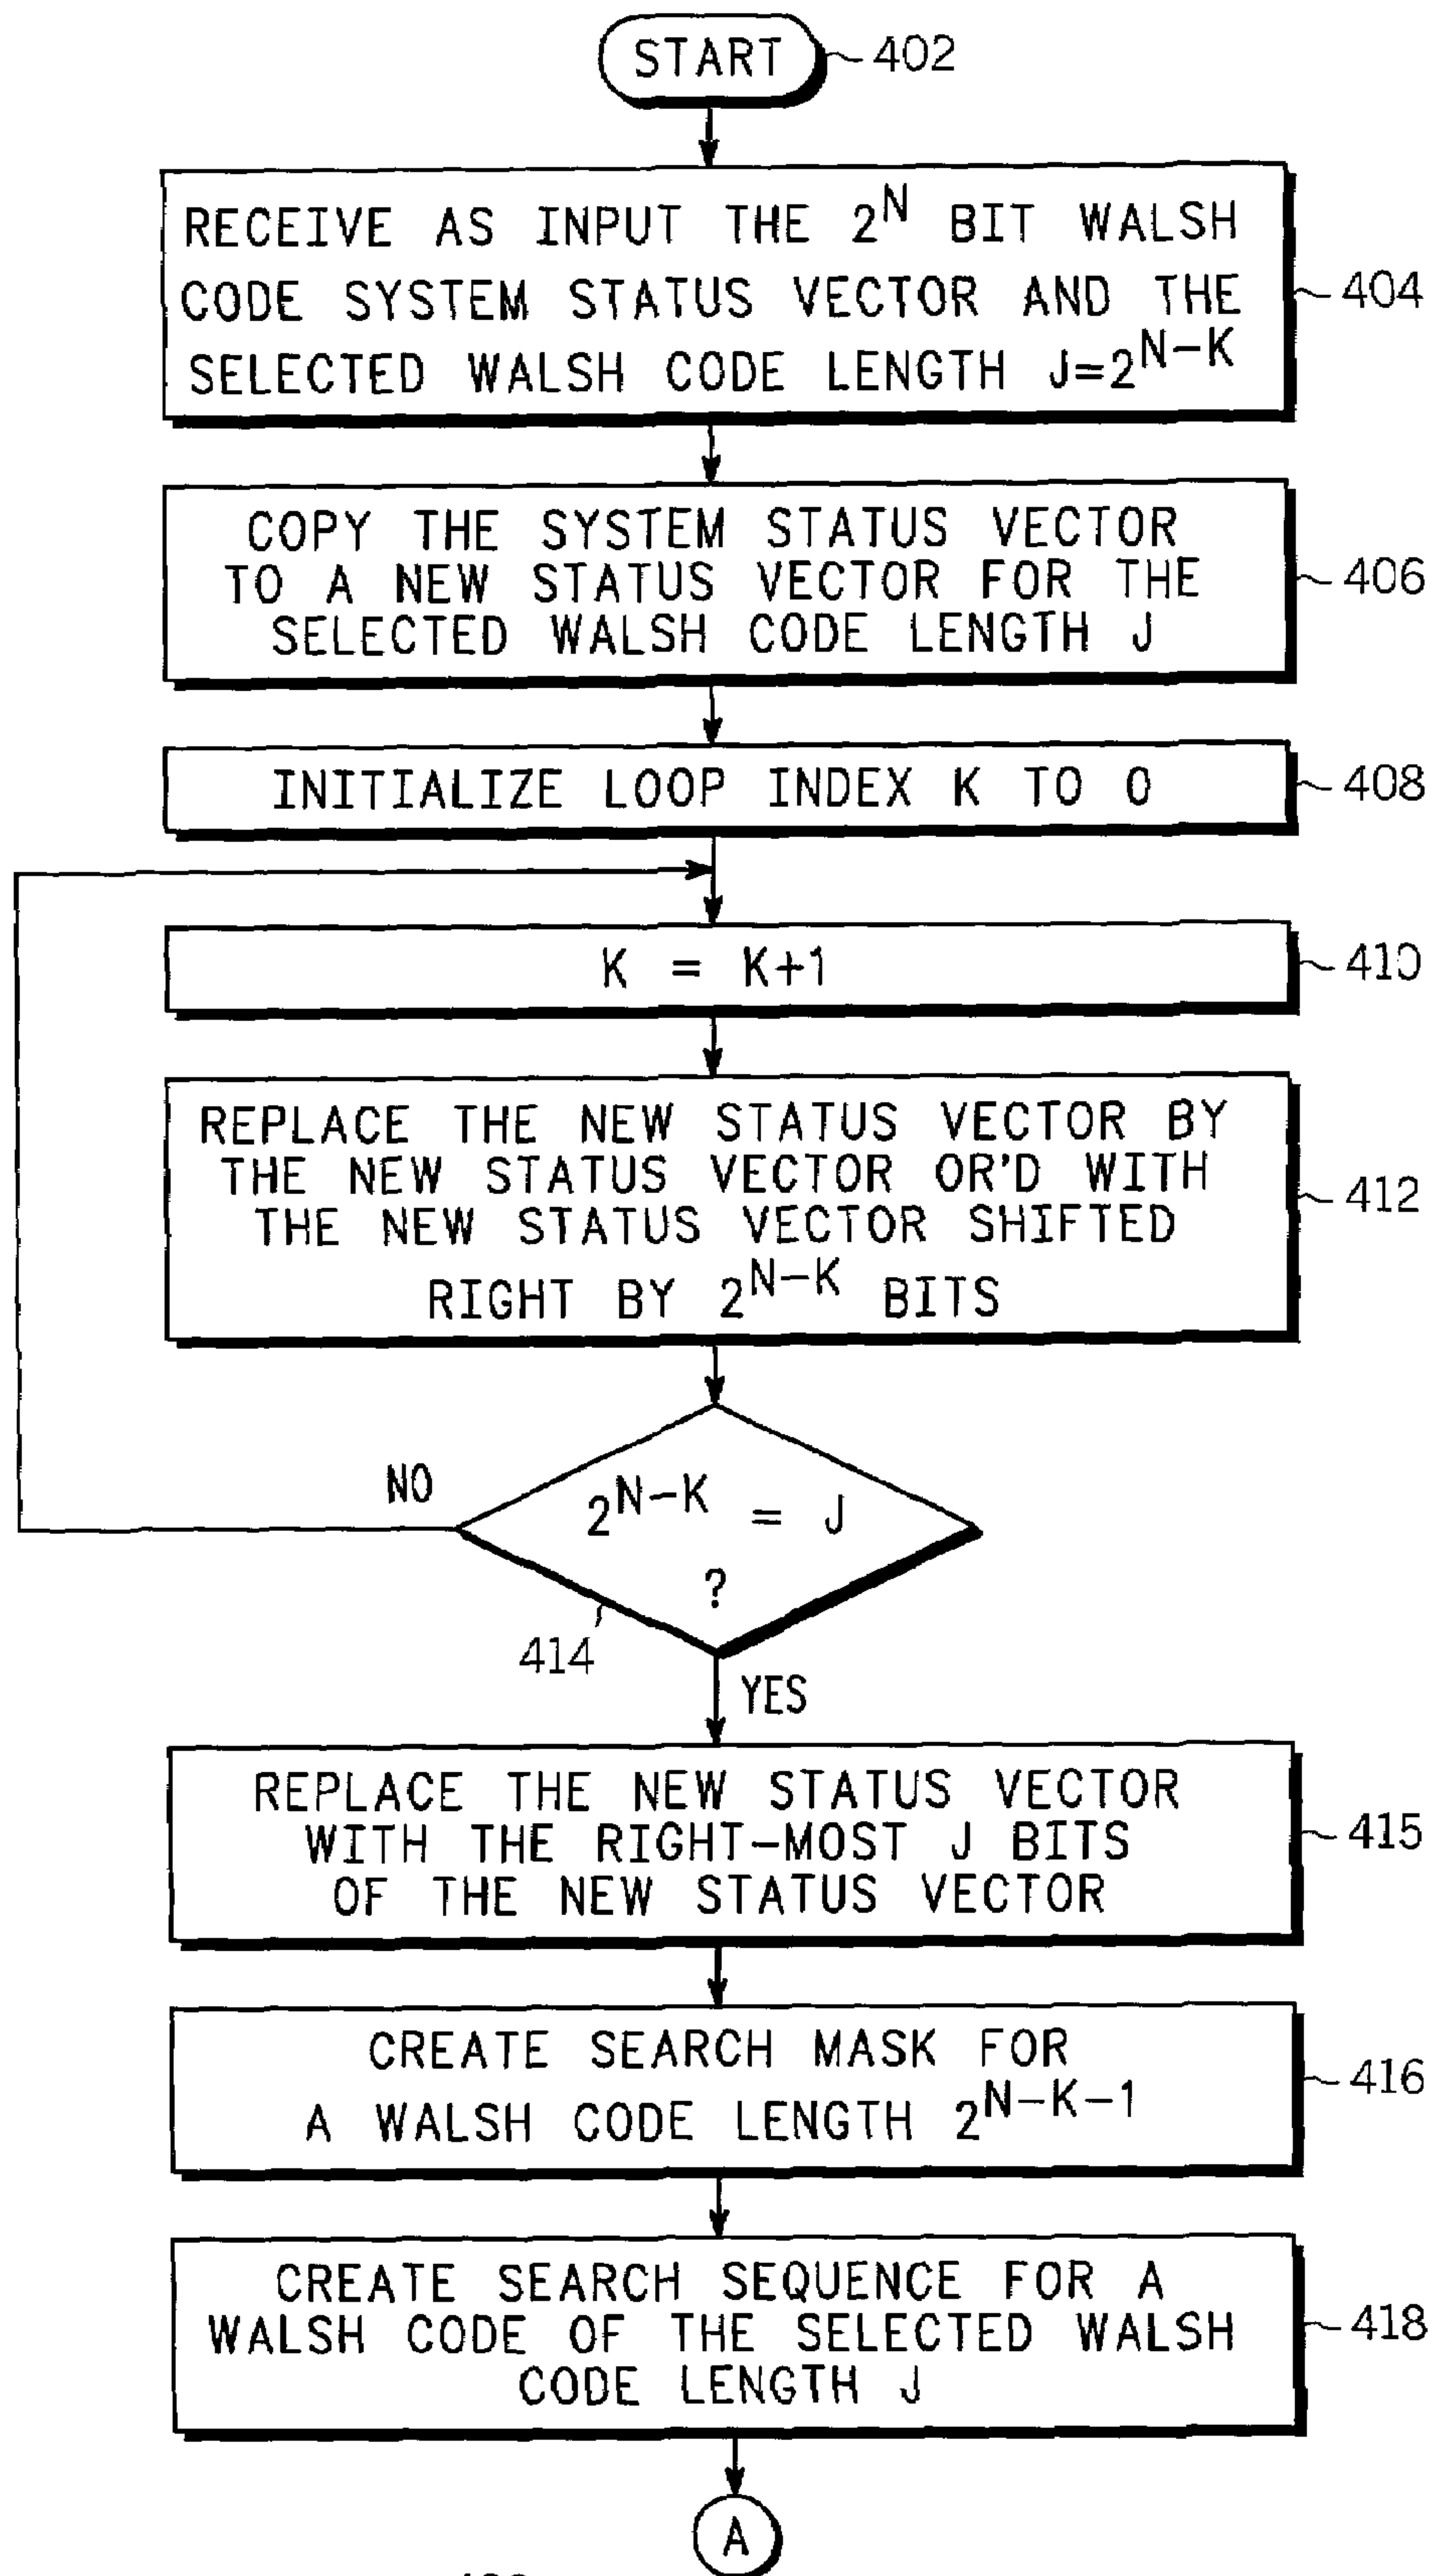 START 402
RECEIVE AS INPUT THE 2^N BIT WALSH
CODE SYSTEM STATUS VECTOR AND THE 404
SELECTED WALSH CODE LENGTH J=2^N-K
COPY THE SYSTEM STATUS VECTOR
TO A NEW STATUS VECTOR FOR THE 406
SELECTED WALSH CODE LENGTH J
INITIALIZE LOOP INDEX K TO 0 408
K = K+1 410
REPLACE THE NEW STATUS VECTOR BY
THE NEW STATUS VECTOR OR'D WITH 412
THE NEW STATUS VECTOR SHIFTED
RIGHT BY 2^N-K BITS
NO
2^N-K = J
?
414
YES
REPLACE THE NEW STATUS VECTOR
WITH THE RIGHT-MOST J BITS 415
OF THE NEW STATUS VECTOR
CREATE SEARCH MASK FOR 416
A WALSH CODE LENGTH 2^N-K-1
CREATE SEARCH SEQUENCE FOR A
WALSH CODE OF THE SELECTED WALSH 418
CODE LENGTH J
A